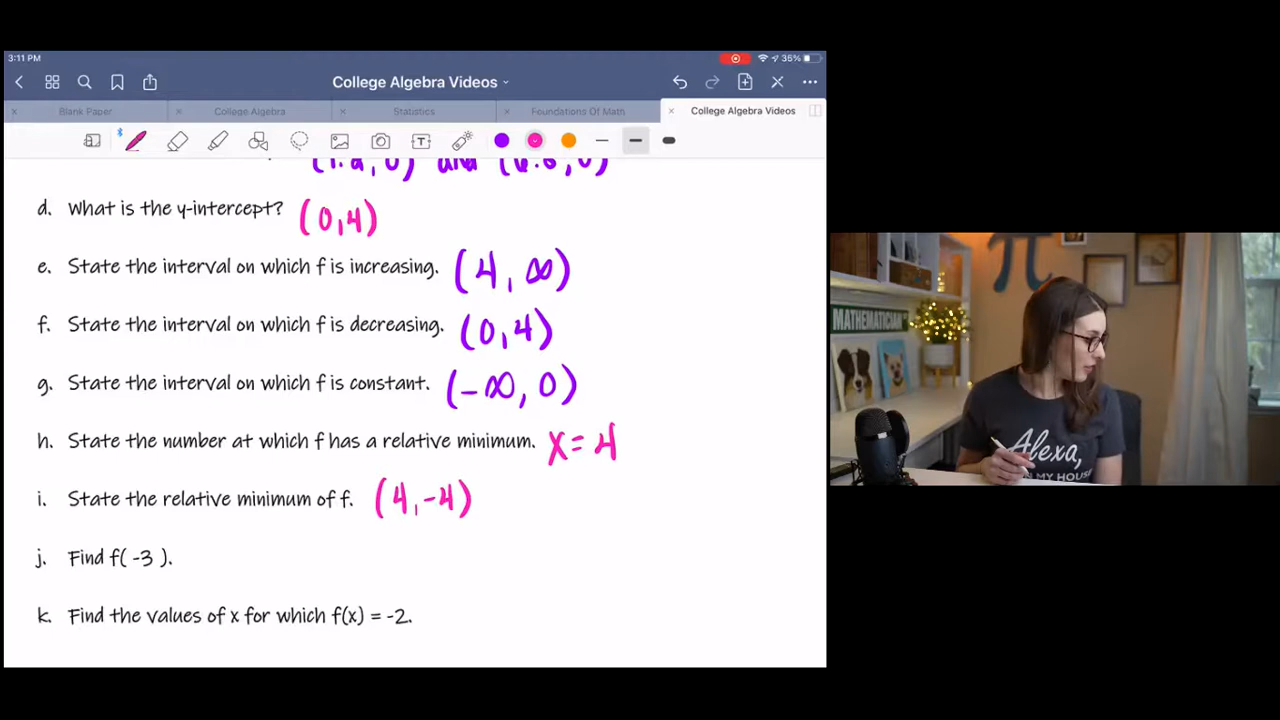 3:11 PM
35%
College Algebra Videos
Blank Paper
College Algebra
Statistics
Foundations Of Math
College Algebra Videos
and
d. What is the y-intercept? (0,4)
e. State the interval on which f is increasing. (4, ∞)
f. State the interval on which f is decreasing. (0,4)
g. State the interval on which f is constant. (-∞, 0)
h. State the number at which f has a relative minimum. x=4
i. State the relative minimum of f. (4,-4)
j. Find f( -3 ).
k. Find the values of x for which f(x) = -2.
MATHEMATICIAN
Alexa,
MY HOUSE